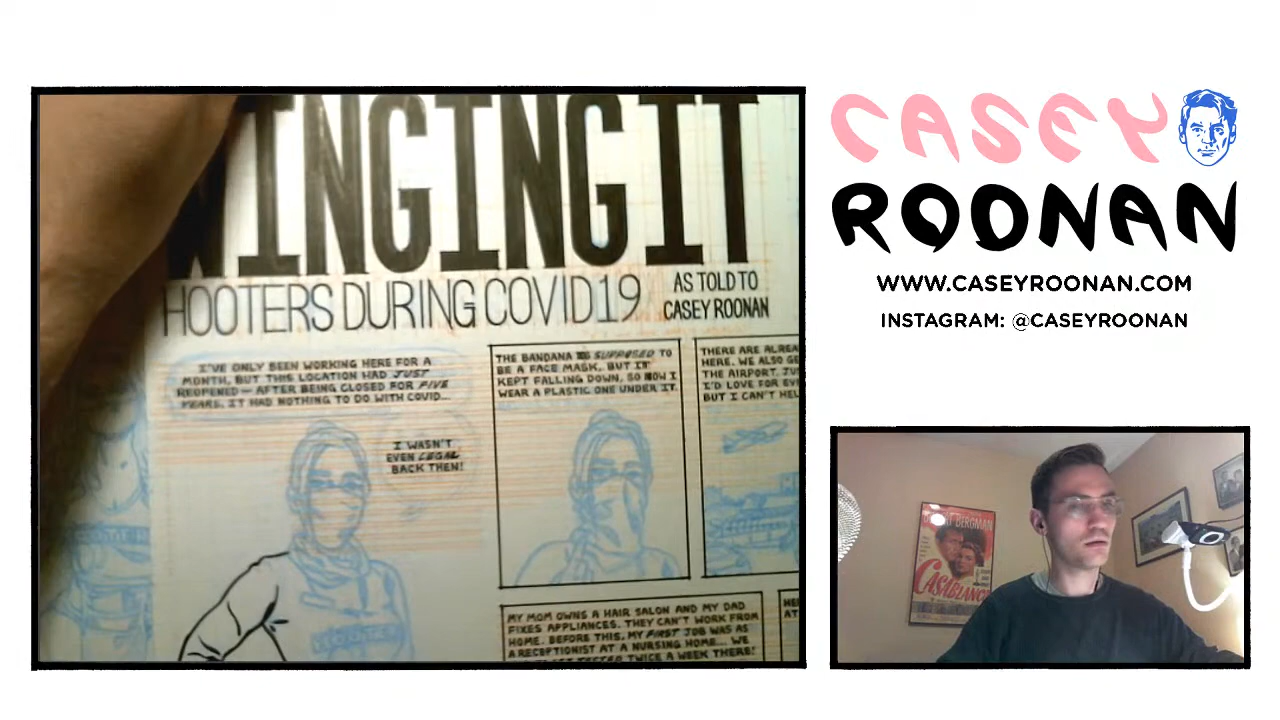 WINGING IT
HOOTERS DURING COVID19
AS TOLD TO
CASEY ROONAN
I'VE ONLY BEEN WORKING HERE FOR A
MONTH, BUT THIS LOCATION HAD JUST
REOPENED— AFTER BEING CLOSED FOR FIVE
YEARS. IT HAD NOTHING TO DO WITH COVID...
I WASN'T
EVEN LEGAL
BACK THEN!
THE BANDANA IS SUPPOSED TO
BE A FACE MASK, BUT IT
KEPT FALLING DOWN, SO NOW I
WEAR A PLASTIC ONE UNDER IT.
THERE ARE
HERE. WE ALSO
THE AIRPORT.
I'D LOVE FOR
BUT I CAN'T
MY MOM OWNS A HAIR SALON AND MY DAD
FIXES APPLIANCES. THEY CAN'T WORK FROM
HOME. BEFORE THIS, MY FIRST JOB WAS AS
A RECEPTIONIST AT A NURSING HOME... WE
TESTED TWICE A WEEK THERE!
CASEY
ROONAN
WWW.CASEYROONAN.COM
INSTAGRAM: @CASEYROONAN
BERGMAN
CASABLANCA